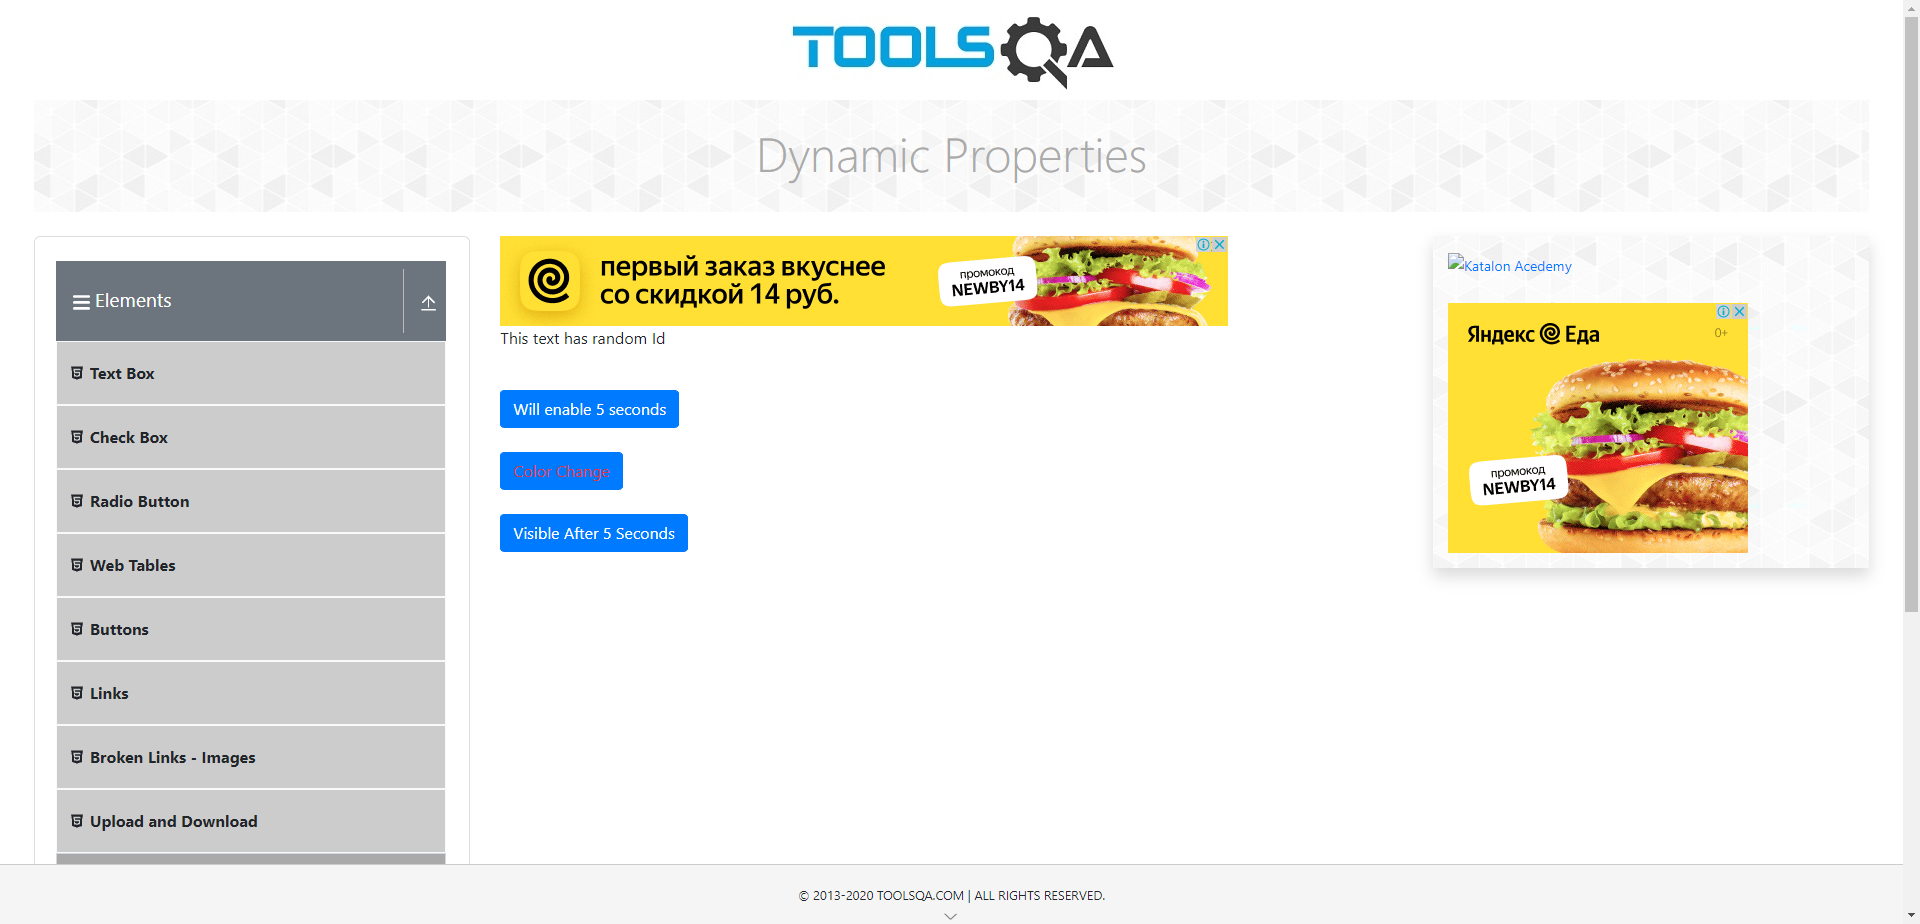 TOOLSQA
Dynamic Properties
Elements
Text Box
Check Box
Radio Button
Web Tables
Buttons
Links
Broken Links - Images
Upload and Download
первый заказ вкуснее
со скидкой 14 руб.
промокод
NEWBY14
This text has random Id
Will enable 5 seconds
Color Change
Visible After 5 Seconds
Katalon Acedemy
Яндекс Еда
0+
промокод
NEWBY14
© 2013-2020 TOOLSQA.COM | ALL RIGHTS RESERVED.